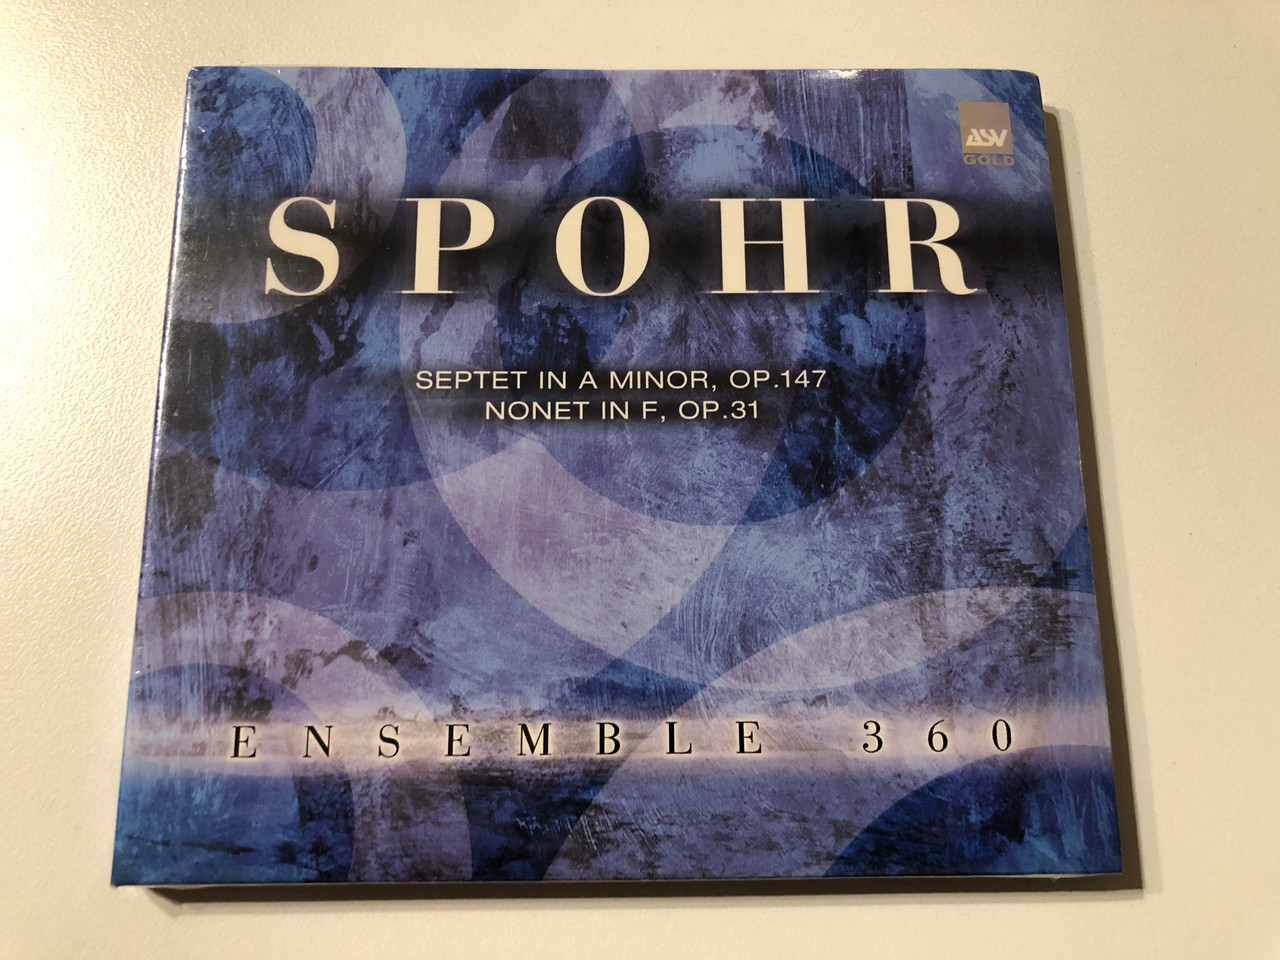 ASV
GOLD
SPOHR
SEPTET IN A MINOR, OP.147
NONET IN F, OP.31
ENSEMBLE 360